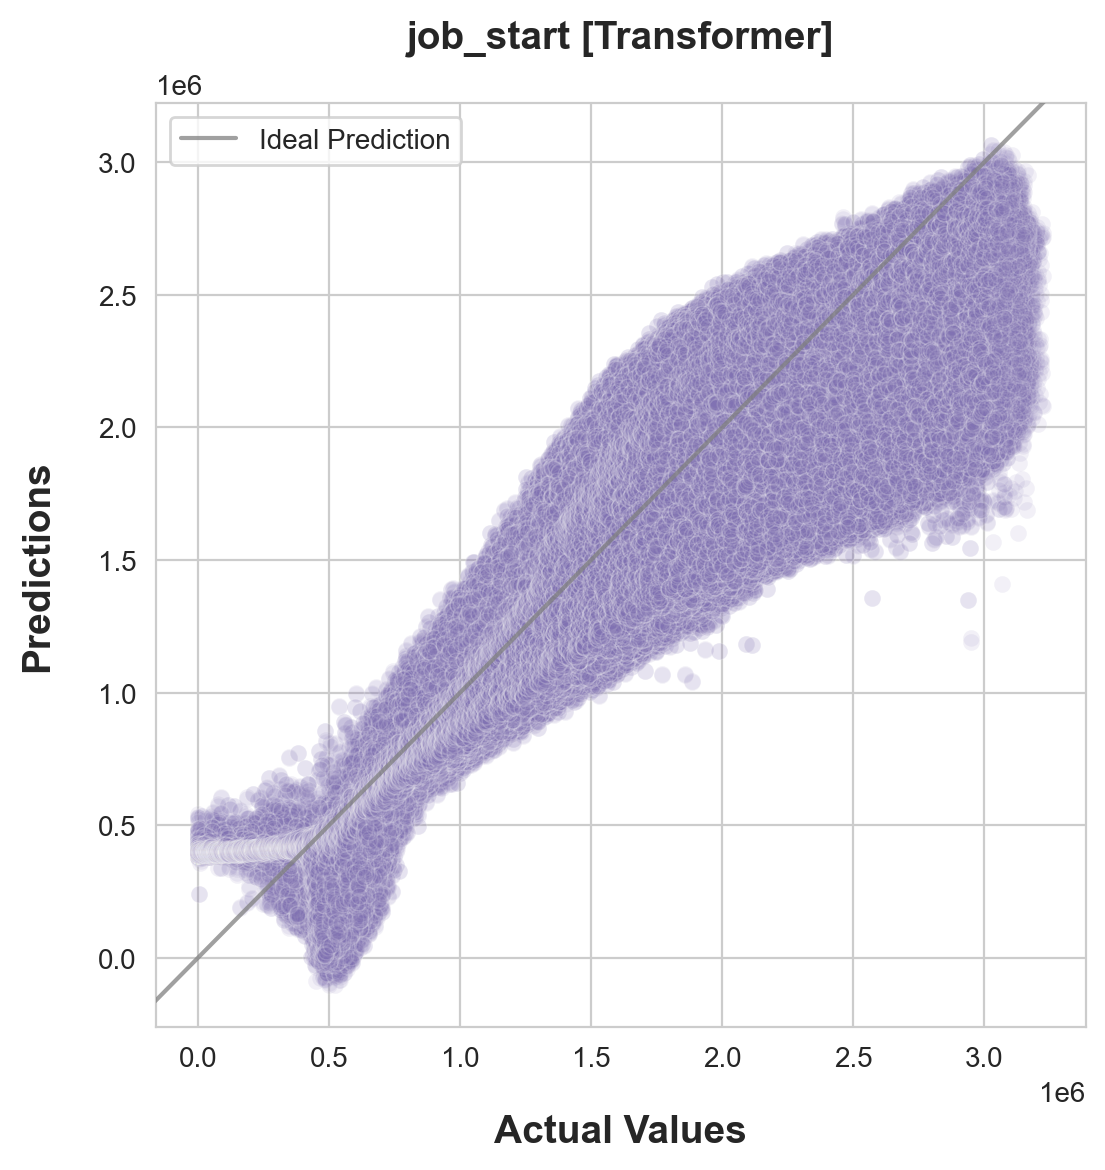 job_start [Transformer]
1e6
Ideal Prediction
3.0
2.5
2.0
1.5
1.0
0.5
0.0
Predictions
0.0 0.5 1.0 1.5 2.0 2.5 3.0
1e6
Actual Values